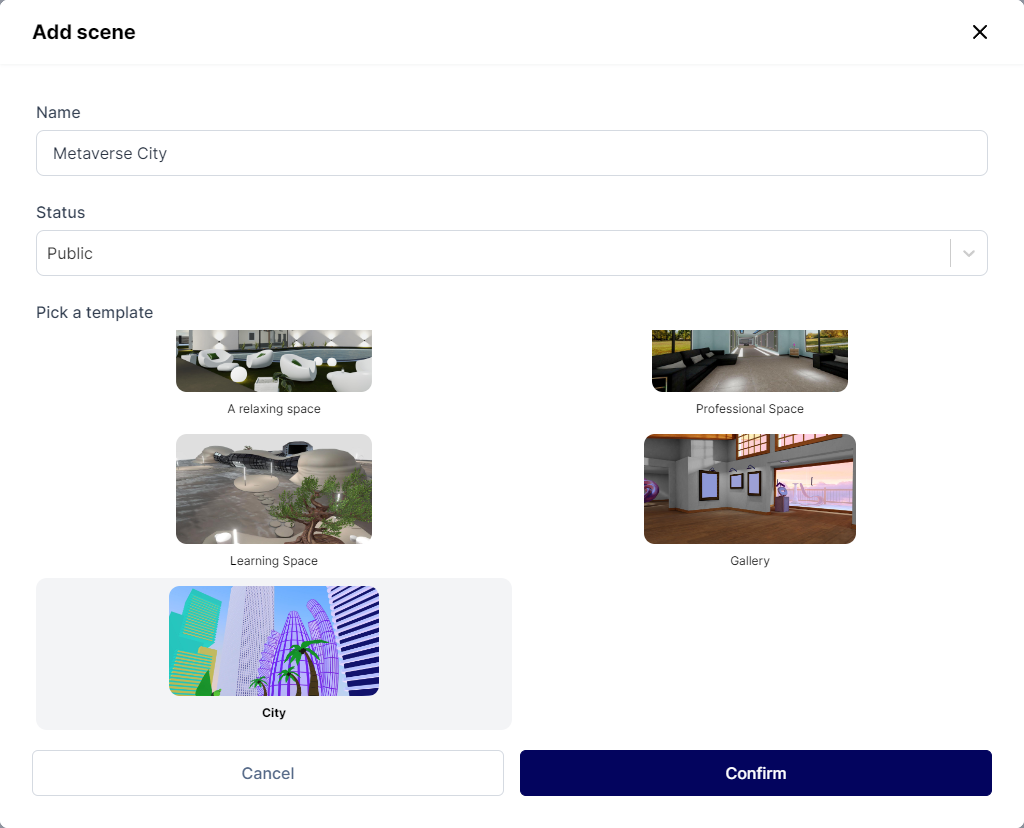 Add scene
Name
Metaverse City
Status
Public
Pick a template
A relaxing space
Professional Space
Learning Space
Gallery
City
Cancel
Confirm